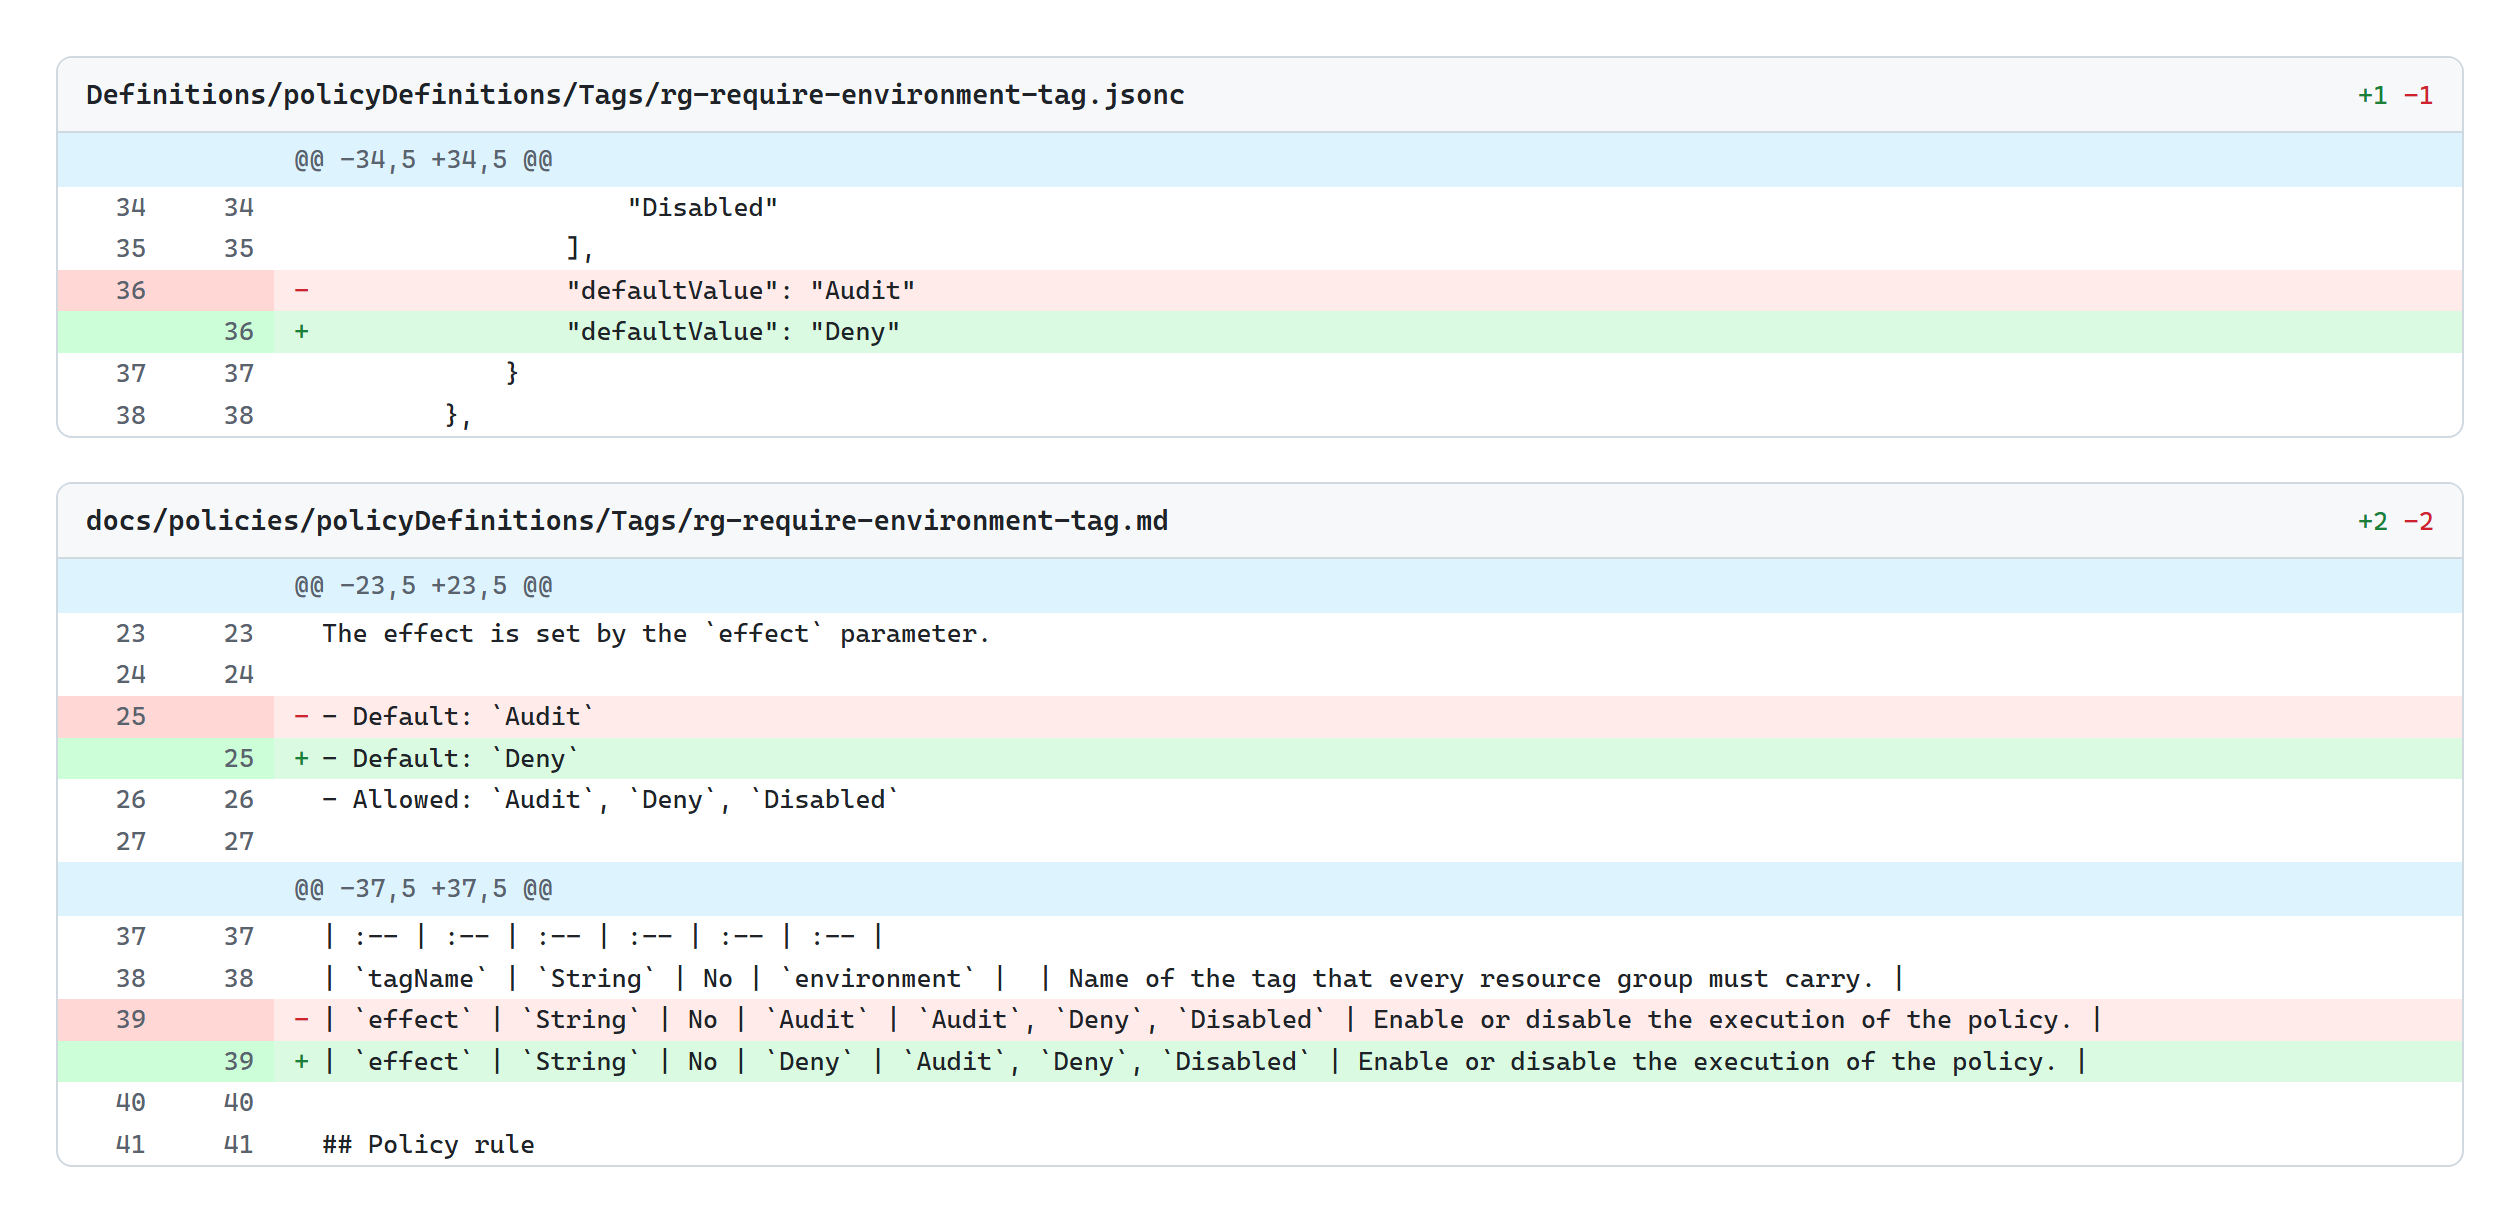 Definitions/policyDefinitions/Tags/rg-require-environment-tag.jsonc +1 -1
@@ -34,5 +34,5 @@
34 34 "Disabled"
35 35 ],
36 - "defaultValue": "Audit"
36 + "defaultValue": "Deny"
37 37 }
38 38 },
docs/policies/policyDefinitions/Tags/rg-require-environment-tag.md +2 -2
@@ -23,5 +23,5 @@
23 23 The effect is set by the `effect` parameter.
24 24
25 - - Default: `Audit`
25 + - Default: `Deny`
26 26 - Allowed: `Audit`, `Deny`, `Disabled`
27 27
@@ -37,5 +37,5 @@
37 37 | :-- | :-- | :-- | :-- | :-- | :-- |
38 38 | `tagName` | `String` | No | `environment` |  | Name of the tag that every resource group must carry. |
39 - | `effect` | `String` | No | `Audit` | `Audit`, `Deny`, `Disabled` | Enable or disable the execution of the policy. |
39 + | `effect` | `String` | No | `Deny` | `Audit`, `Deny`, `Disabled` | Enable or disable the execution of the policy. |
40 40
41 41 ## Policy rule